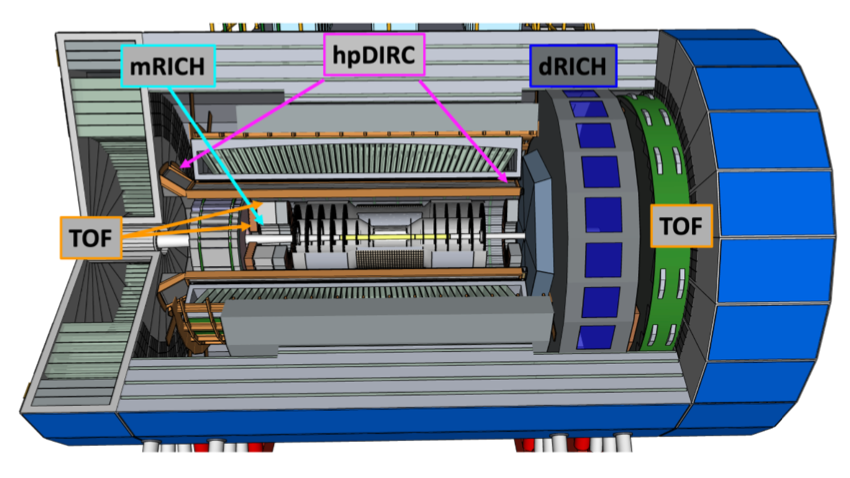 mRICH
hpDIRC
dRICH
TOF
TOF